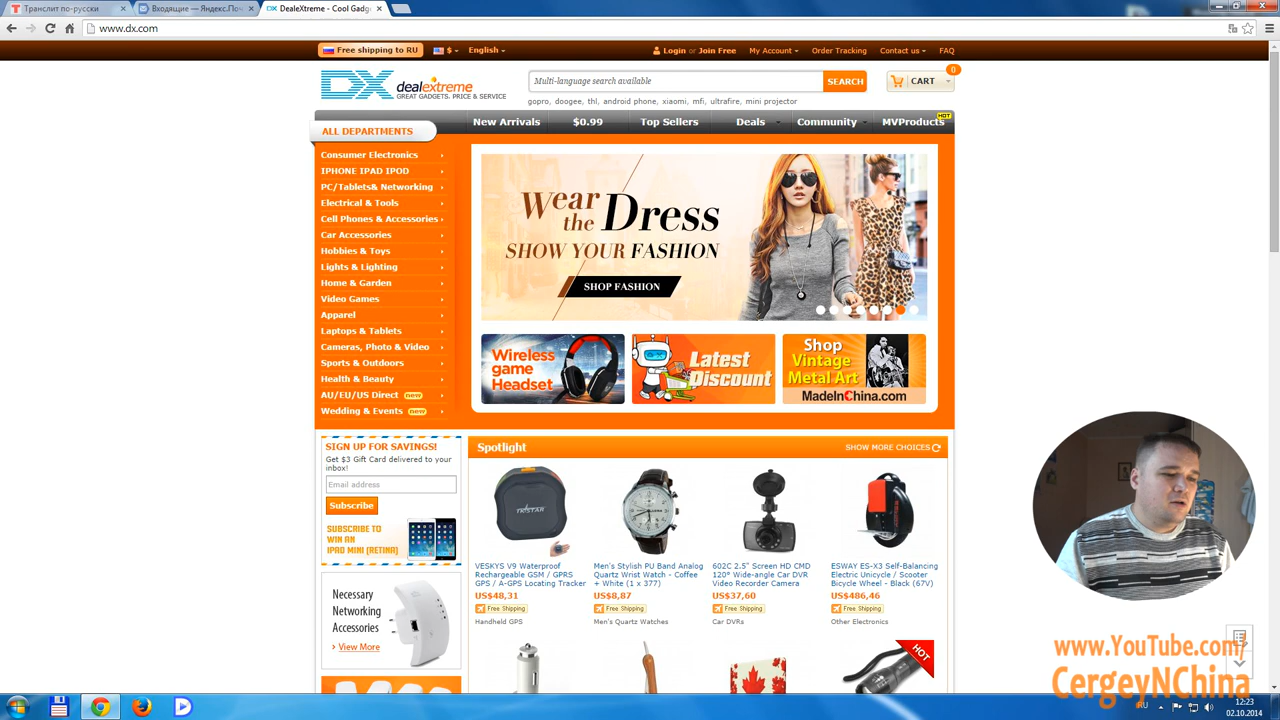 Транслит по-русски
Входящие — Яндекс.Поч
DX DealeXtreme - Cool Gadg
www.dx.com
Free shipping to RU
$
English
Login or Join Free
My Account
Order Tracking
Contact us
FAQ
DX dealextreme
GREAT GADGETS. PRICE & SERVICE
Multi-language search available
SEARCH
CART
0
gopro, doogee, thl, android phone, xiaomi, mfi, ultrafire, mini projector
ALL DEPARTMENTS
New Arrivals
$0.99
Top Sellers
Deals
Community
MVProducts
HOT
Consumer Electronics
IPHONE IPAD IPOD
PC/Tablets& Networking
Electrical & Tools
Cell Phones & Accessories
Car Accessories
Hobbies & Toys
Lights & Lighting
Home & Garden
Video Games
Apparel
Laptops & Tablets
Cameras, Photo & Video
Sports & Outdoors
Health & Beauty
AU/EU/US Direct new
Wedding & Events new
Wear
the Dress
SHOW YOUR FASHION
SHOP FASHION
Wireless
game
Headset
Latest
Discount
Shop
Vintage
Metal Art
MadeInChina.com
SIGN UP FOR SAVINGS!
Get $3 Gift Card delivered to your
inbox!
Email address
Subscribe
SUBSCRIBE TO
WIN AN
IPAD MINI (RETINA)
Necessary
Networking
Accessories
View More
Spotlight
SHOW MORE CHOICES
TKSTAR
VESKYS V9 Waterproof
Rechargeable GSM / GPRS
GPS / A-GPS Locating Tracker
US$48,31
Free Shipping
Handheld GPS
Men's Stylish PU Band Analog
Quartz Wrist Watch - Coffee
+ White (1 x 377)
US$8,87
Free Shipping
Men's Quartz Watches
602C 2.5" Screen HD CMD
120° Wide-angle Car DVR
Video Recorder Camera
US$37,60
Free Shipping
Car DVRs
ESWAY ES-X3 Self-Balancing
Electric Unicycle / Scooter
Bicycle Wheel - Black (67V)
US$486,46
Free Shipping
Other Electronics
HOT
www.YouTube.com/
CergeyNChina
RU
12:23
02.10.2014